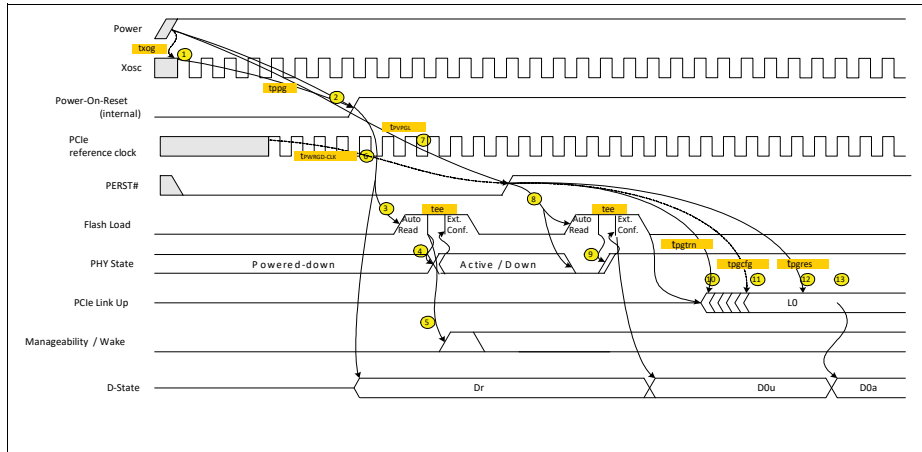 Power
txog
1
Xosc
tppg
2
Power-On-Reset
(internal)
tPVPGL
7
PCIe
reference clock
tPWRGD-CLK
6
PERST#
3
tee
8
tee
Flash Load
Auto
Read
Ext.
Conf.
Auto
Read
Ext.
Conf.
tpgtrn
4
9
PHY State
Powered-down
Active / Down
tpgcfg
tpgres
10
11
12
13
PCIe Link Up
L0
5
Manageability / Wake
D-State
Dr
D0u
D0a